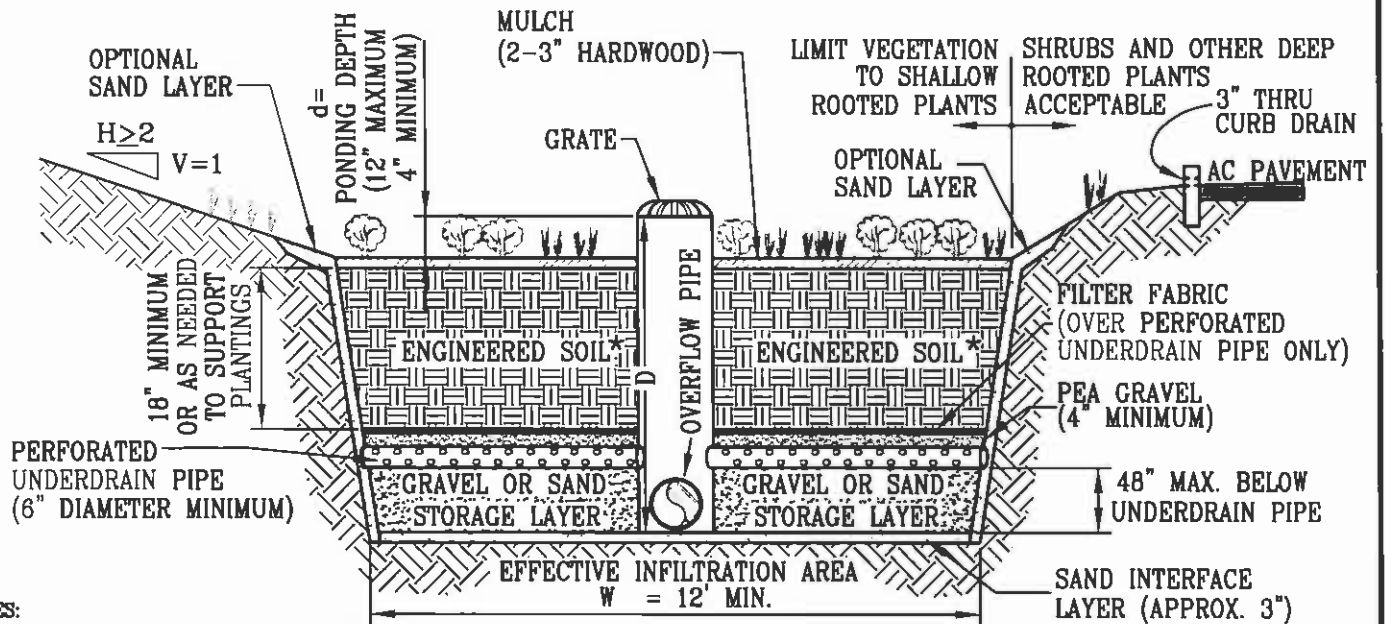 OPTIONAL
SAND LAYER
H≥2
V=1
d=
PONDING DEPTH
(12" MAXIMUM
4" MINIMUM)
MULCH
(2-3" HARDWOOD)
GRATE
LIMIT VEGETATION
TO SHALLOW
ROOTED PLANTS
SHRUBS AND OTHER DEEP
ROOTED PLANTS
ACCEPTABLE
3" THRU
CURB DRAIN
AC PAVEMENT
OPTIONAL
SAND LAYER
18" MINIMUM
OR AS NEEDED
TO SUPPORT
PLANTINGS
ENGINEERED SOIL*
D
OVERFLOW PIPE
ENGINEERED SOIL*
FILTER FABRIC
(OVER PERFORATED
UNDERDRAIN PIPE ONLY)
PEA GRAVEL
(4" MINIMUM)
PERFORATED
UNDERDRAIN PIPE
(6" DIAMETER MINIMUM)
GRAVEL OR SAND
STORAGE LAYER
GRAVEL OR SAND
STORAGE LAYER
48" MAX. BELOW
UNDERDRAIN PIPE
EFFECTIVE INFILTRATION AREA
W = 12' MIN.
SAND INTERFACE
LAYER (APPROX. 3")
ES: